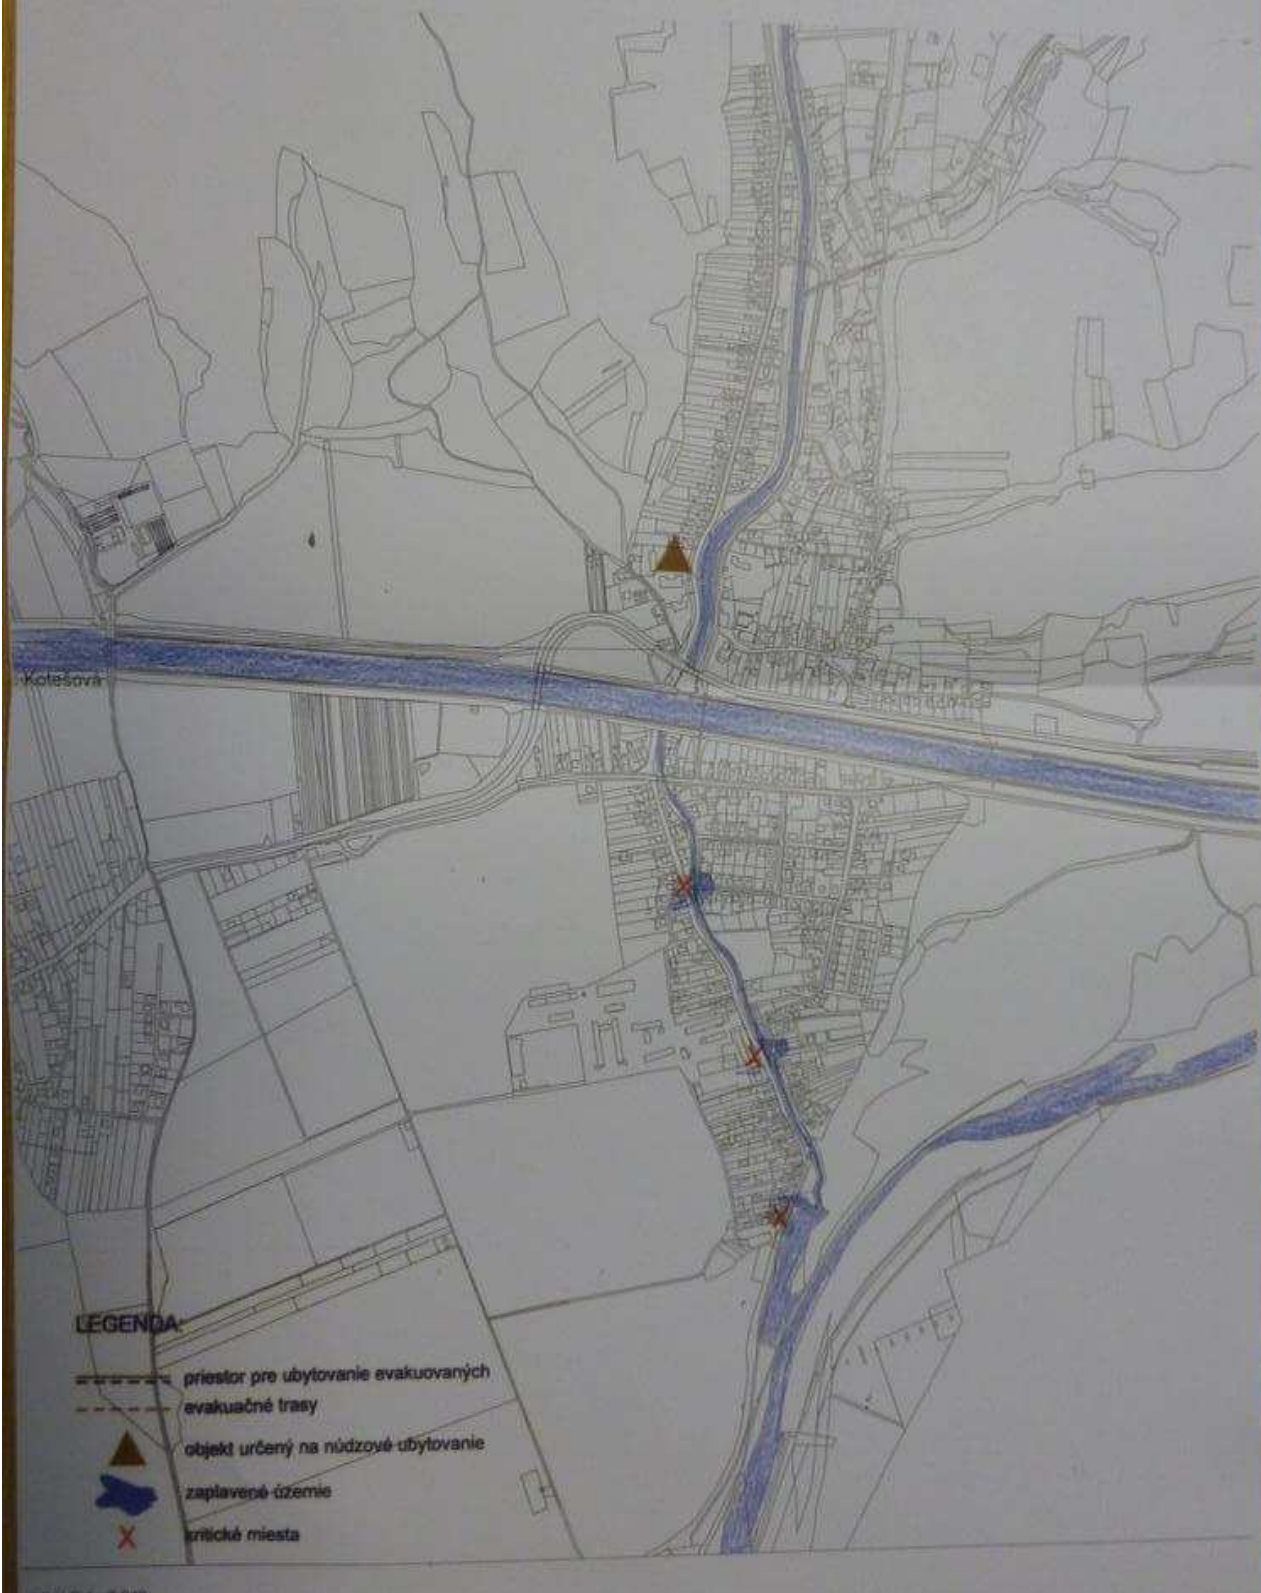 Kotešová
LEGENDA:
priestor pre ubytovanie evakuovaných
evakuačné trasy
objekt určený na núdzové ubytovanie
zaplavené územie
kritické miesta